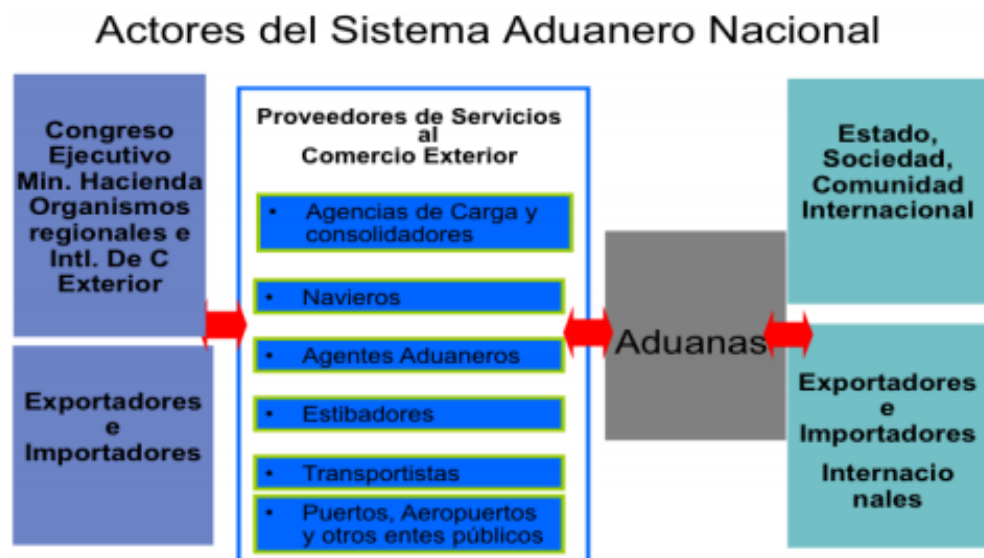 Actores del Sistema Aduanero Nacional
Congreso
Ejecutivo
Min. Hacienda
Organismos
regionales e
Intl. De C
Exterior
Exportadores
e
Importadores
Proveedores de Servicios
al
Comercio Exterior
• Agencias de Carga y
consolidadores
• Navieros
• Agentes Aduaneros
• Estibadores
• Transportistas
• Puertos, Aeropuertos
y otros entes públicos
Aduanas
Estado,
Sociedad,
Comunidad
Internacional
Exportadores
e
Importadores
Internacio
nales